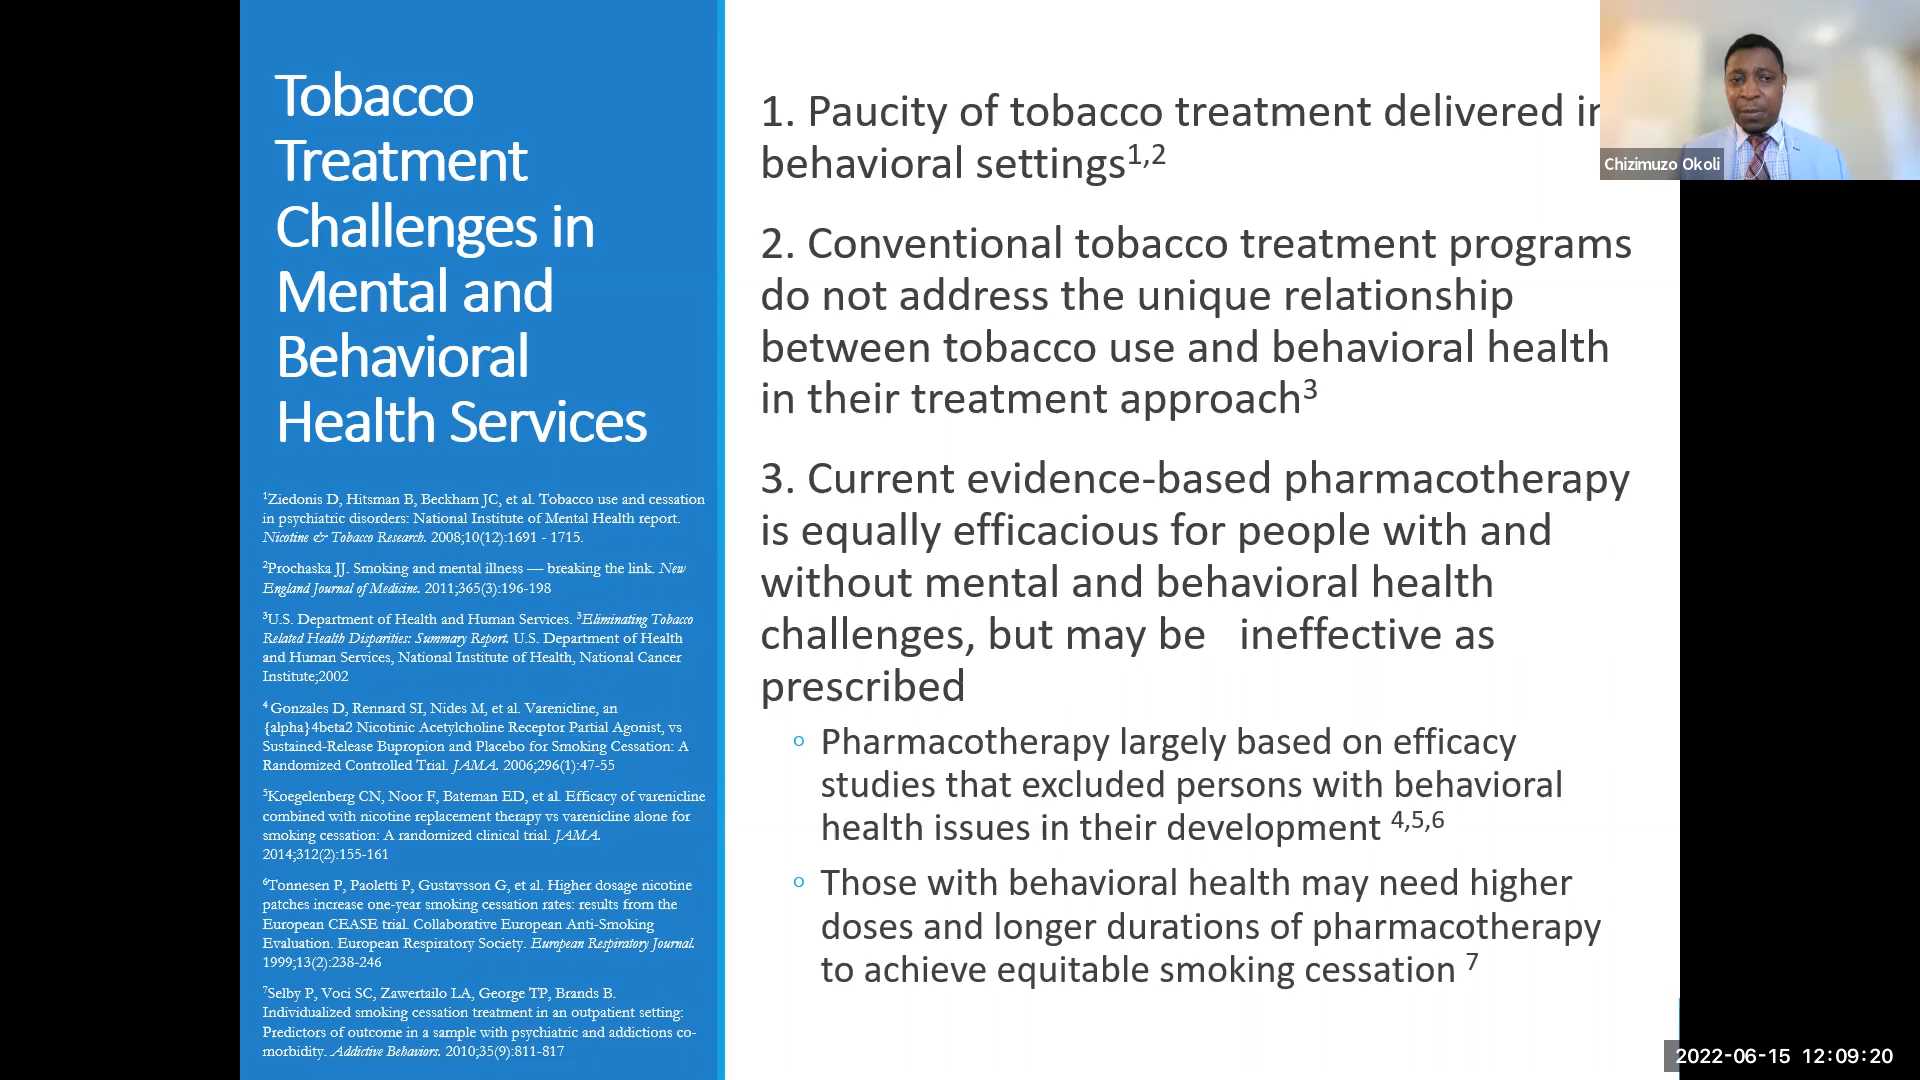 Tobacco
Treatment
Challenges in
Mental and
Behavioral
Health Services
¹Ziedonis D, Hitsman B, Beckham JC, et al. Tobacco use and cessation
in psychiatric disorders: National Institute of Mental Health report.
Nicotine & Tobacco Research. 2008;10(12):1691 - 1715.
²Prochaska JJ. Smoking and mental illness — breaking the link. New
England Journal of Medicine. 2011;365(3):196-198
³U.S. Department of Health and Human Services. ³Eliminating Tobacco
Related Health Disparities: Summary Report. U.S. Department of Health
and Human Services, National Institute of Health, National Cancer
Institute;2002
⁴ Gonzales D, Rennard SI, Nides M, et al. Varenicline, an
{alpha}4beta2 Nicotinic Acetylcholine Receptor Partial Agonist, vs
Sustained-Release Bupropion and Placebo for Smoking Cessation: A
Randomized Controlled Trial. JAMA. 2006;296(1):47-55
⁵Koegelenberg CN, Noor F, Bateman ED, et al. Efficacy of varenicline
combined with nicotine replacement therapy vs varenicline alone for
smoking cessation: A randomized clinical trial. JAMA.
2014;312(2):155-161
⁶Tonnesen P, Paoletti P, Gustavsson G, et al. Higher dosage nicotine
patches increase one-year smoking cessation rates: results from the
European CEASE trial. Collaborative European Anti-Smoking
Evaluation. European Respiratory Society. European Respiratory Journal.
1999;13(2):238-246
⁷Selby P, Voci SC, Zawertailo LA, George TP, Brands B.
Individualized smoking cessation treatment in an outpatient setting:
Predictors of outcome in a sample with psychiatric and addictions co-
morbidity. Addictive Behaviors. 2010;35(9):811-817
1. Paucity of tobacco treatment delivered in
behavioral settings¹,²
2. Conventional tobacco treatment programs
do not address the unique relationship
between tobacco use and behavioral health
in their treatment approach³
3. Current evidence-based pharmacotherapy
is equally efficacious for people with and
without mental and behavioral health
challenges, but may be ineffective as
prescribed
o Pharmacotherapy largely based on efficacy
studies that excluded persons with behavioral
health issues in their development ⁴,⁵,⁶
o Those with behavioral health may need higher
doses and longer durations of pharmacotherapy
to achieve equitable smoking cessation ⁷
Chizimuzo Okoli
2022-06-15 12:09:20